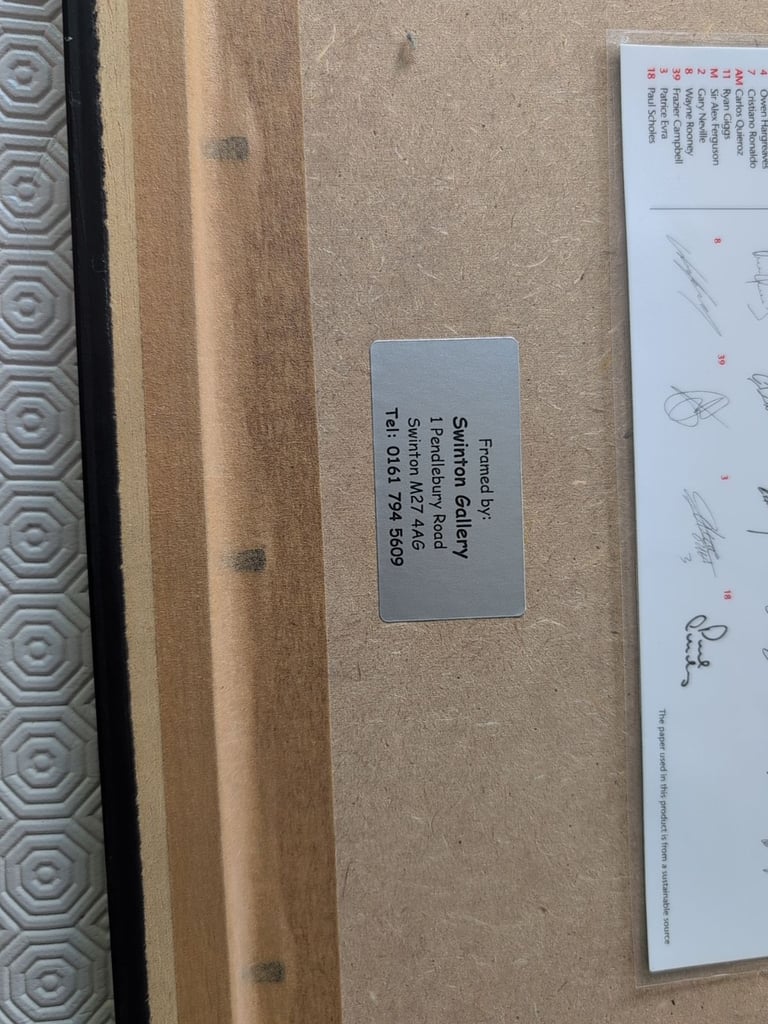 Framed by:
Swinton Gallery
1 Pendlebury Road
Swinton M27 4AG
Tel: 0161 794 5609
4 Owen Hargreaves
7 Cristiano Ronaldo
AM Carlos Quieroz
11 Ryan Giggs
M Sir Alex Ferguson
2 Gary Neville
8 Wayne Rooney
39 Frazier Campbell
3 Patrice Evra
18 Paul Scholes
8
39
3
18
The paper used in this product is from a sustainable source